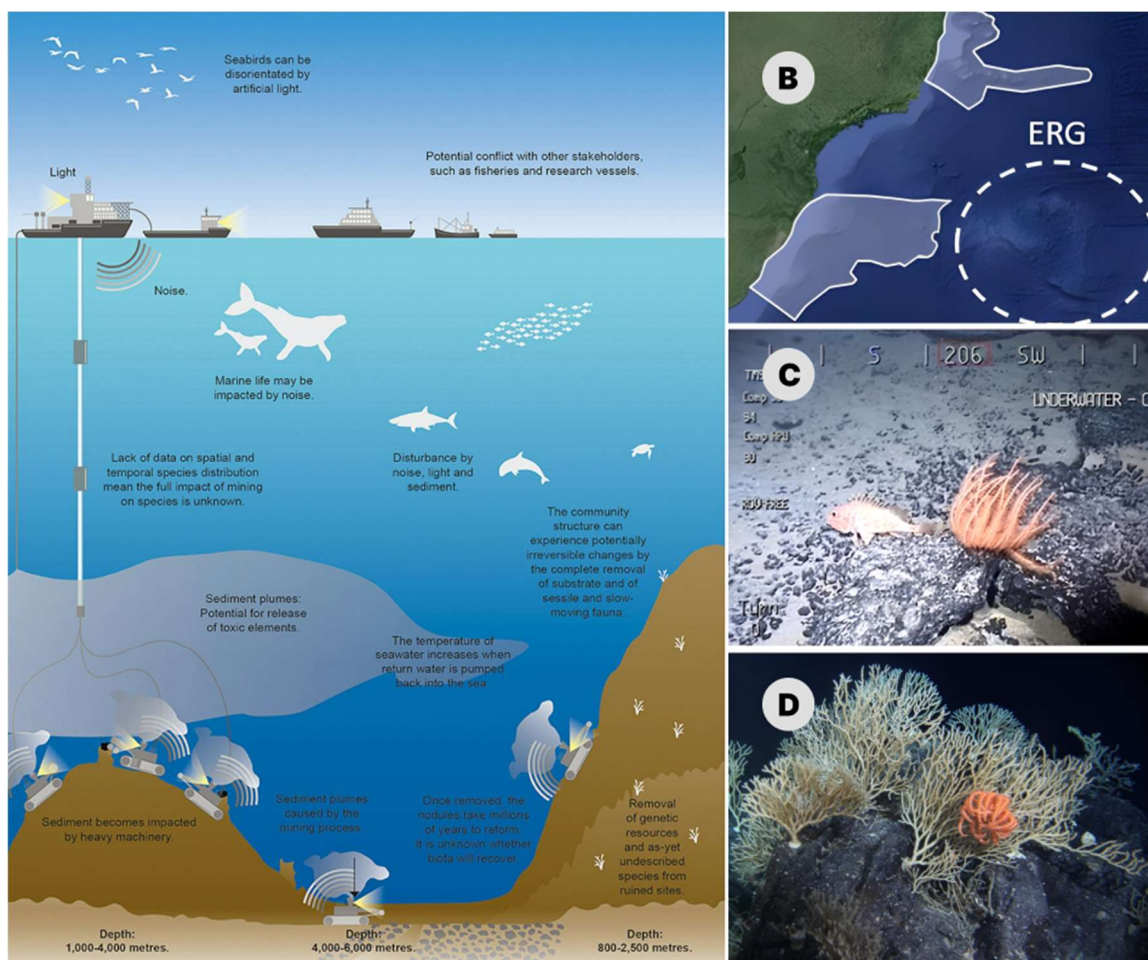 Seabirds can be
disorientated by
artificial light.
Light
Potential conflict with other stakeholders,
such as fisheries and research vessels.
Noise.
Marine life may be
impacted by noise.
Lack of data on spatial and
temporal species distribution
mean the full impact of mining
on species is unknown.
Disturbance by
noise, light and
sediment.
The community
structure can
experience potentially
irreversible changes by
the complete removal
of substrate and of
sessile and slow-
moving fauna.
Sediment plumes:
Potential for release
of toxic elements.
The temperature of
seawater increases when
return water is pumped
back into the sea
Sediment becomes impacted
by heavy machinery.
Sediment plumes
caused by the
mining process
Once removed, the
nodules take millions
of years to reform
it is unknown whether
biota will recover.
Removal
of genetic
resources
and as-yet
undescribed
species from
ruined sites.
Depth:
1,000-4,000 metres.
Depth:
4,000-6,000 metres.
Depth:
800-2,500 metres.
B
ERG
C
S
206
SW
UNDERWATER - 
D